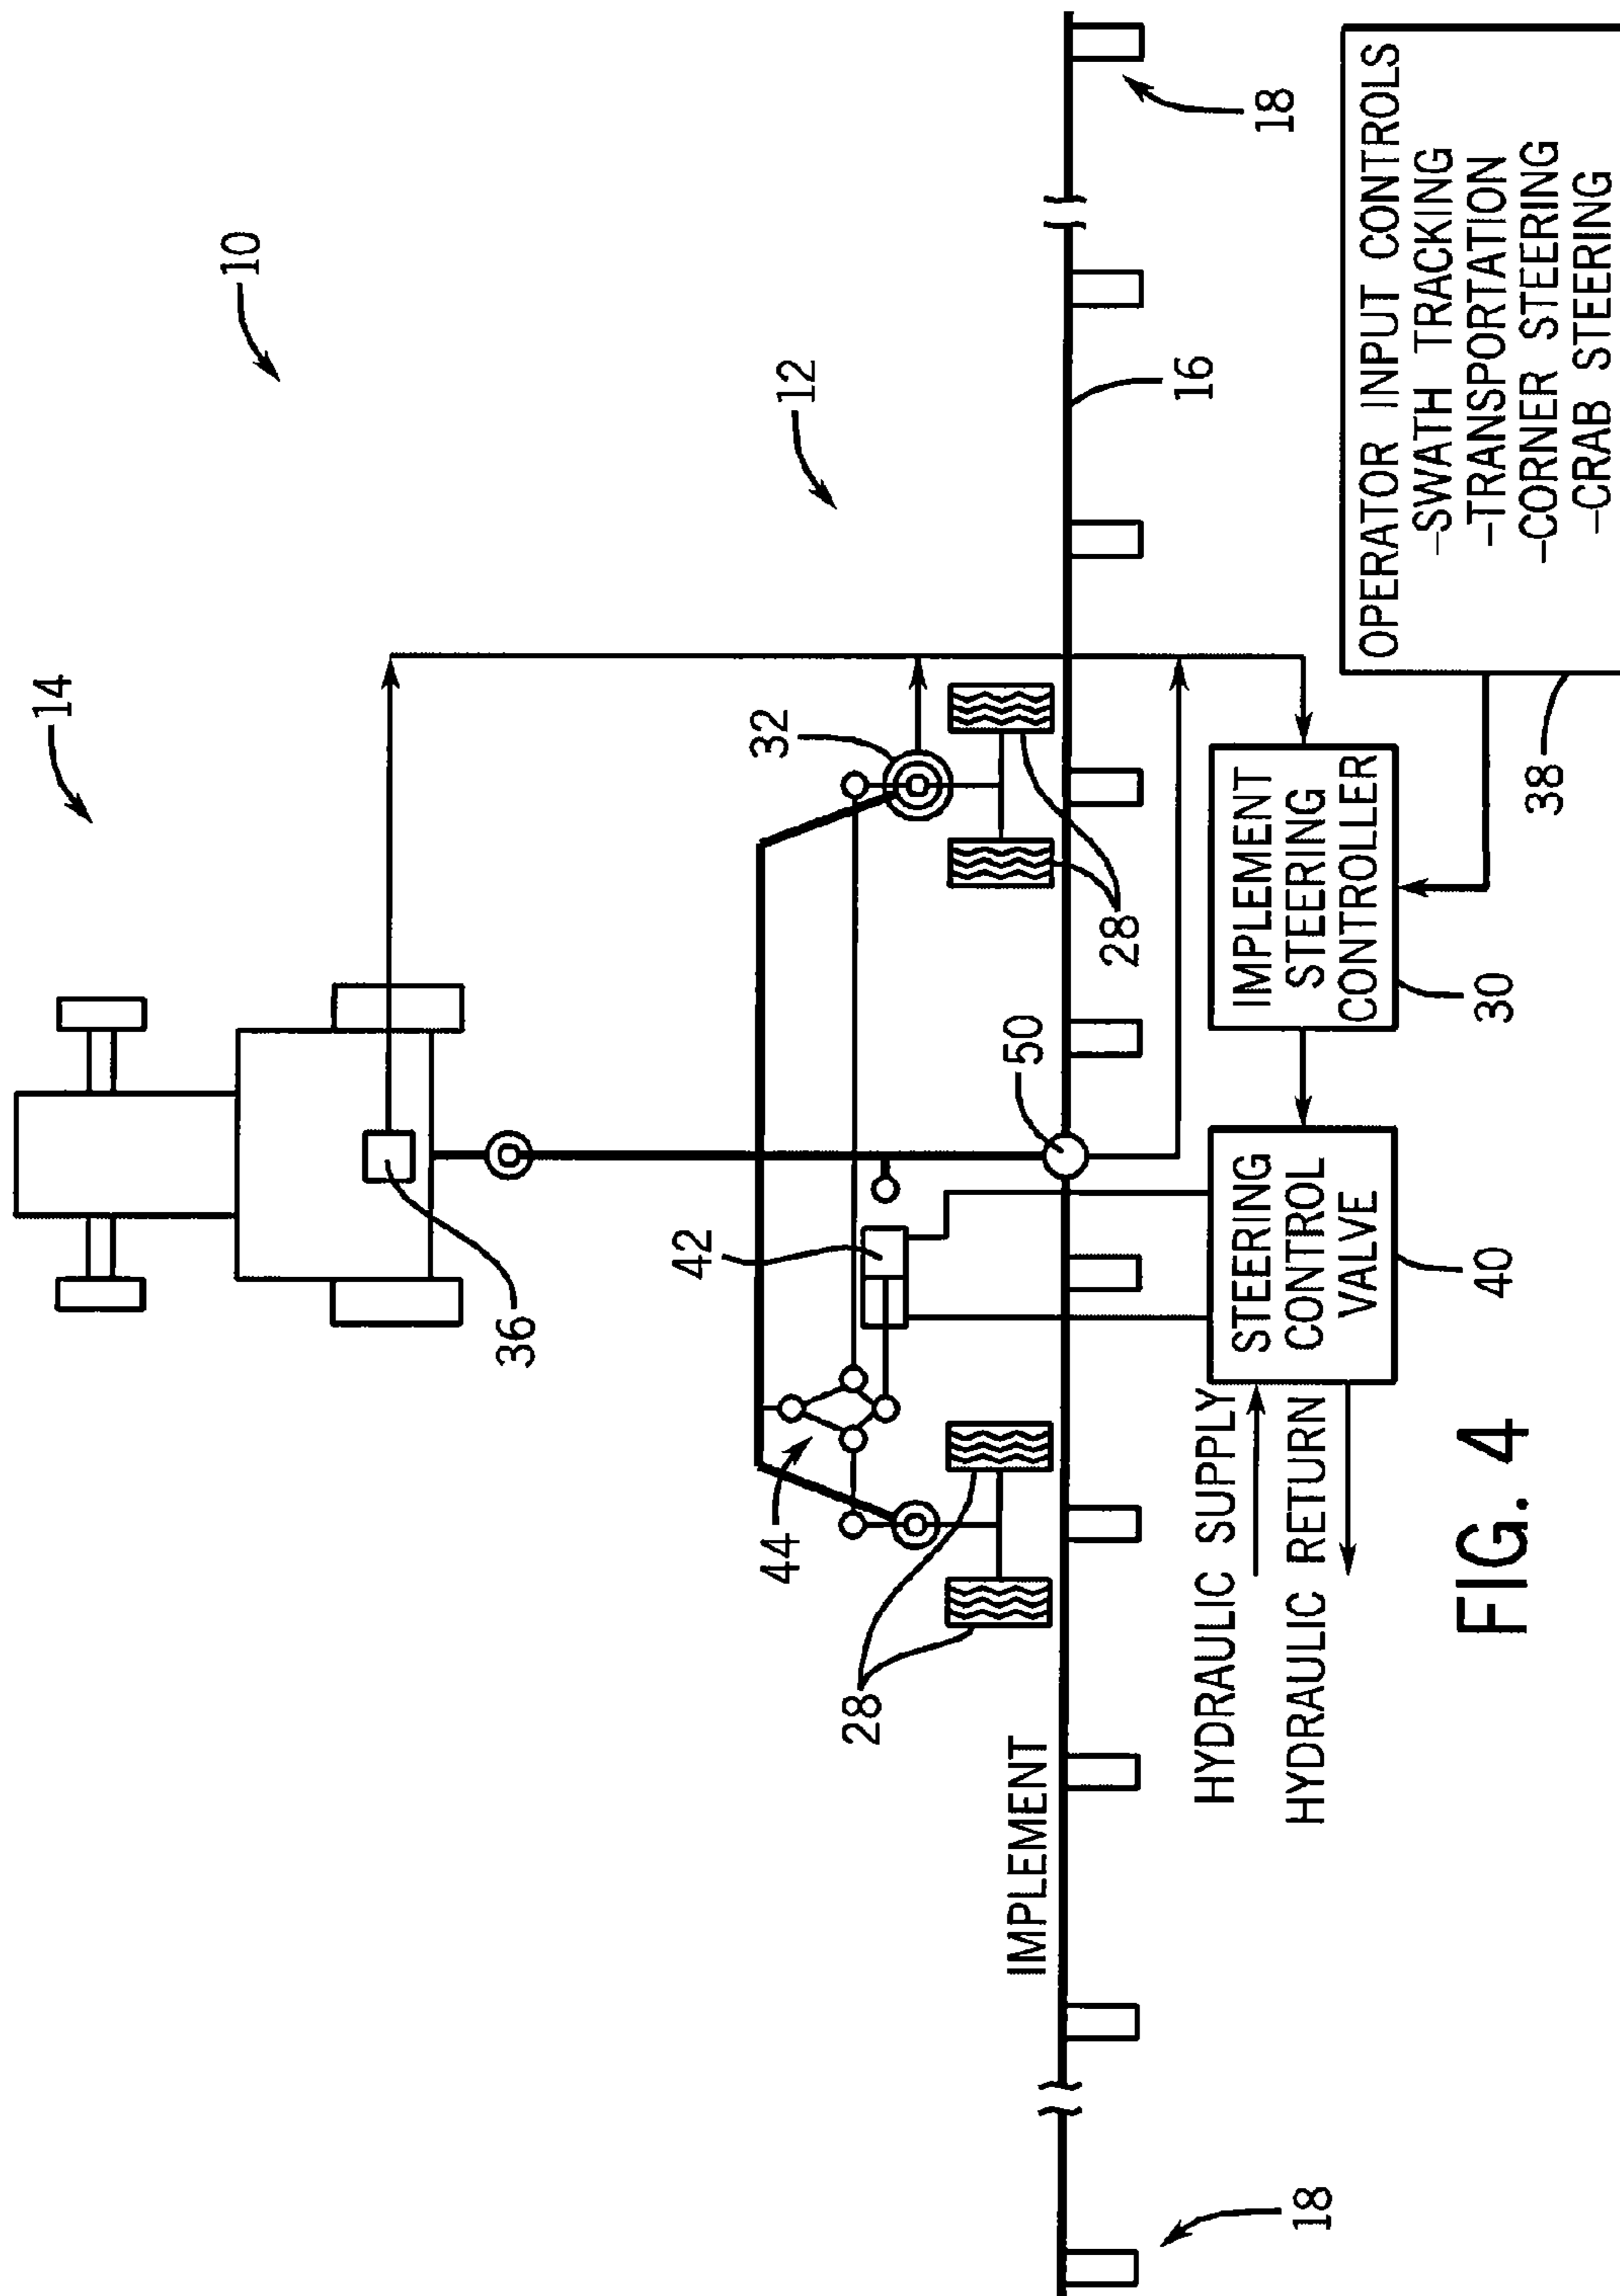 14
10
12
36
42
32
44
28
28
50
16
18
18
IMPLEMENT
HYDRAULIC SUPPLY
HYDRAULIC RETURN
STEERING
CONTROL
VALVE
40
IMPLEMENT
STEERING
CONTROLLER
30
OPERATOR INPUT CONTROLS
-SWATH TRACKING
-TRANSPORTATION
-CORNER STEERING
-CRAB STEERING
38
FIG. 4